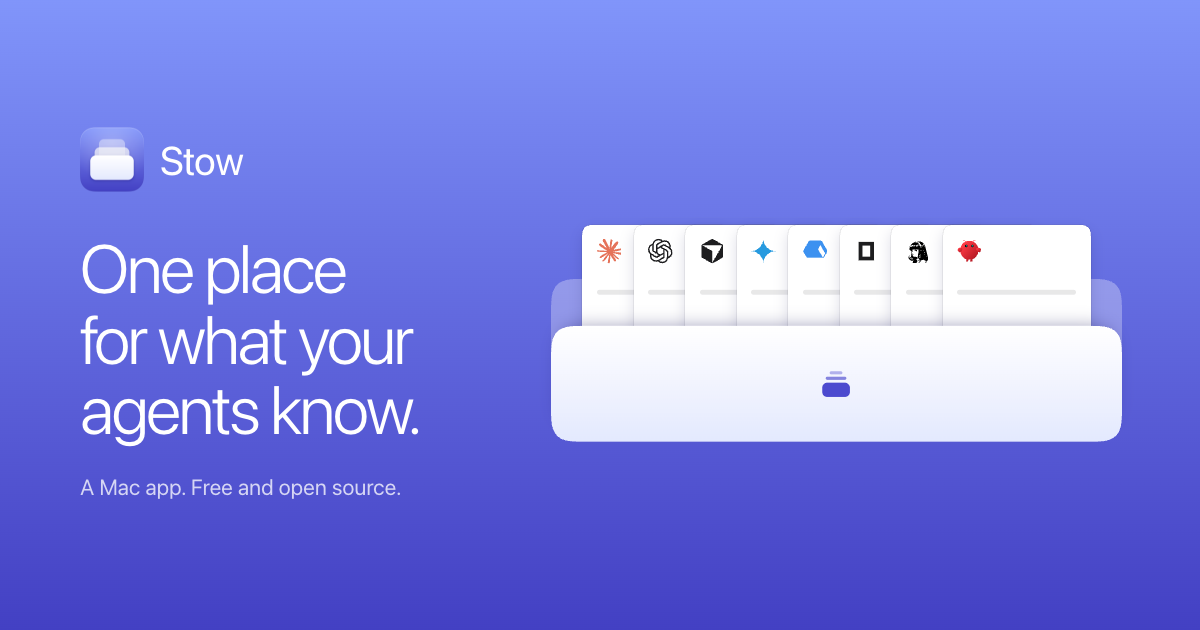 Stow
One place
for what your
agents know.
A Mac app. Free and open source.